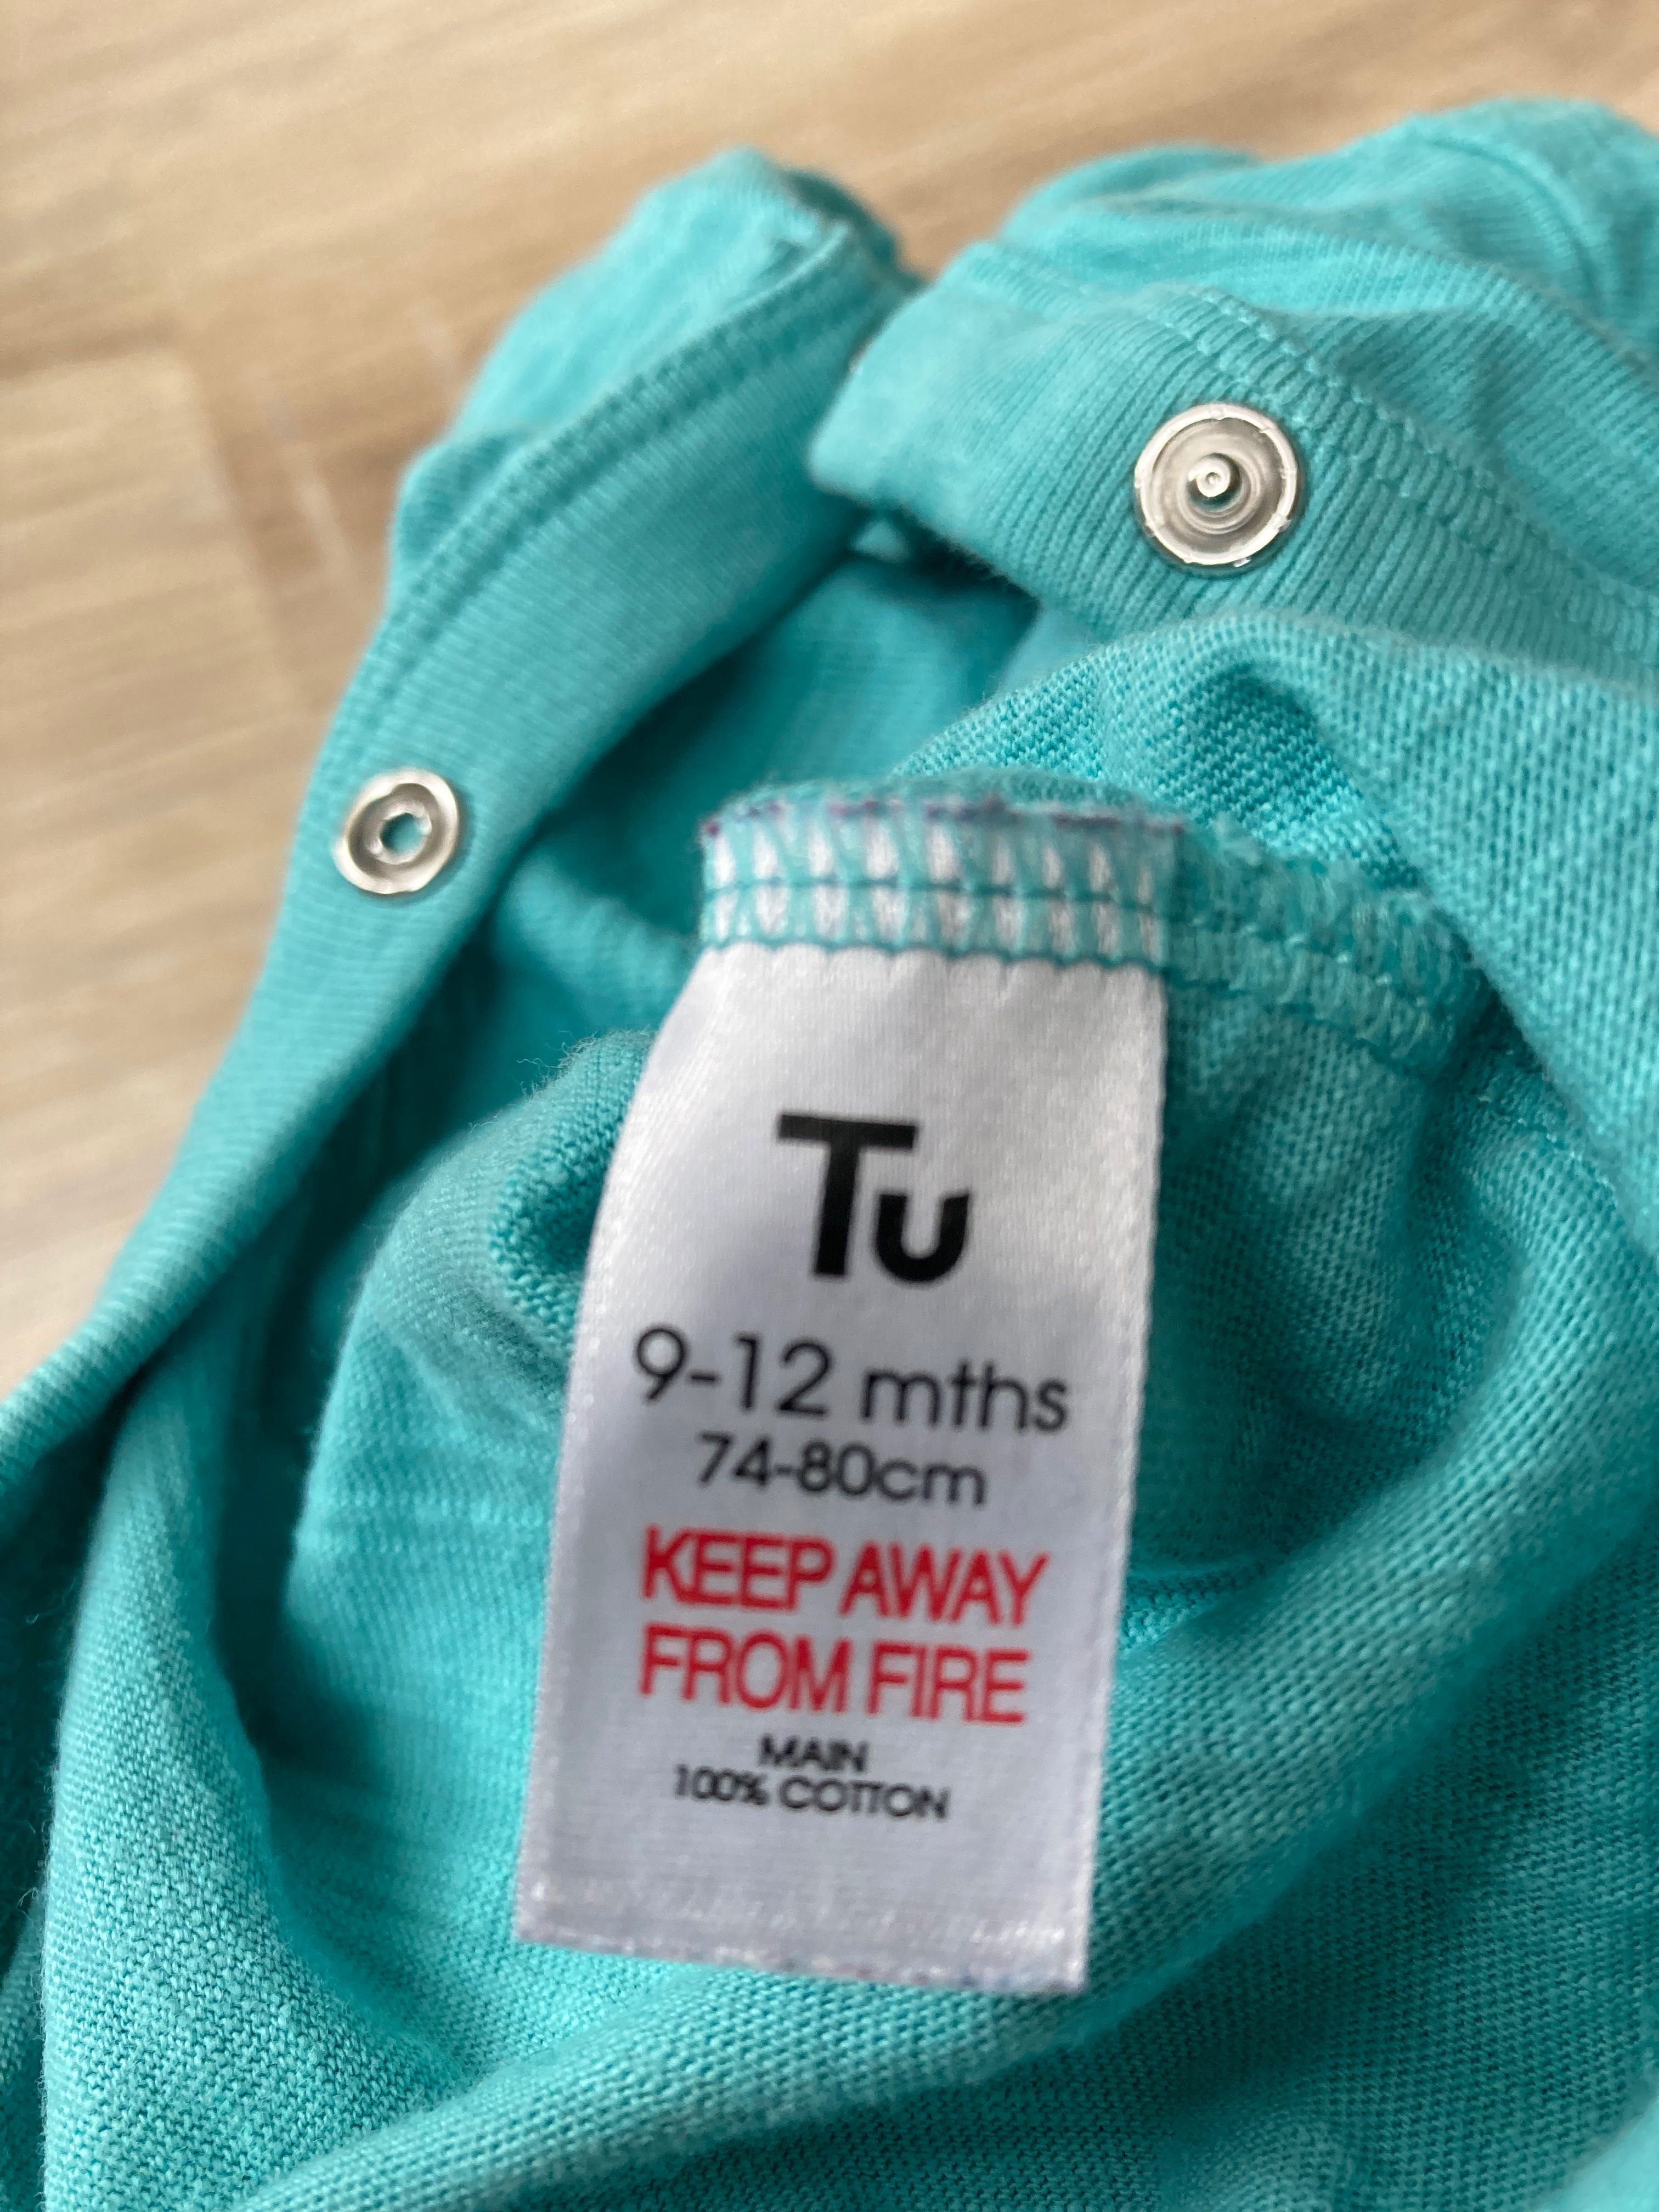 Tu
9-12 mths
74-80cm
KEEP AWAY
FROM FIRE
MAIN
100% COTTON